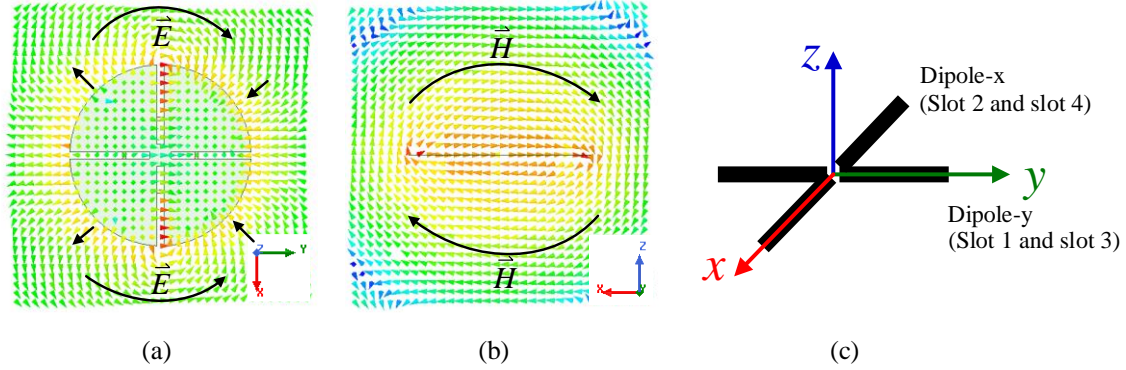 E
E
Z
Y
X
(a)
H
H
Z
X
Y
(b)
z
Dipole-x
(Slot 2 and slot 4)
y
Dipole-y
(Slot 1 and slot 3)
x
(c)